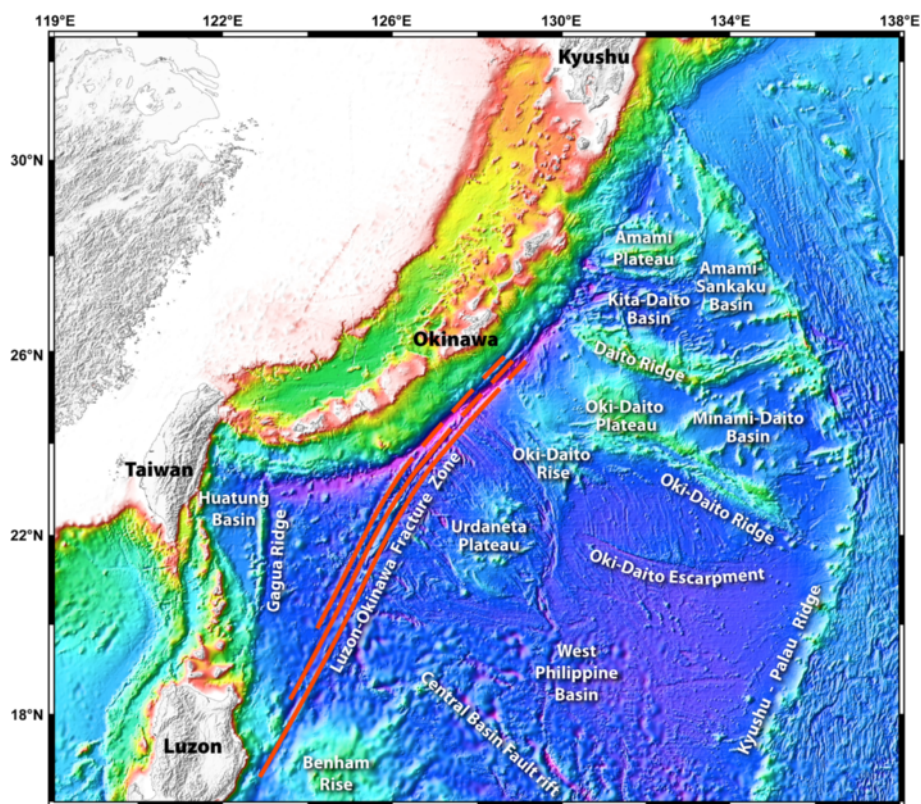 119°E 122°E 126°E 130°E 134°E 138°E
Kyushu
30°N
Amami
Plateau
Amami-
Sankaku
Basin
Kita-Daito
Basin
Okinawa
26°E
Daito Ridge
Oki-Daito
Plateau
Minami-Daito
Basin
Taiwan
Oki-Daito
Rise
Huatung
Basin
Oki-Daito Ridge
Luzon-Okinawa Fracture Zone
Urdaneta
Plateau
22°N
Gagua Ridge
Oki-Daito Escarpment
Kyushu - Palau Ridge
West
Philippine
Basin
Central Basin Fault rift
18°N
Luzon
Benham
Rise